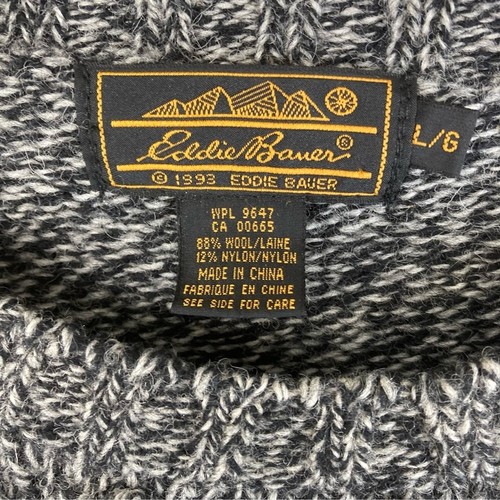 Eddie Bauer ®
© 1993 EDDIE BAUER
L/G
WPL 9647
CA 00665
88% WOOL/LAINE
12% NYLON/NYLON
MADE IN CHINA
FABRIQUE EN CHINE
SEE SIDE FOR CARE